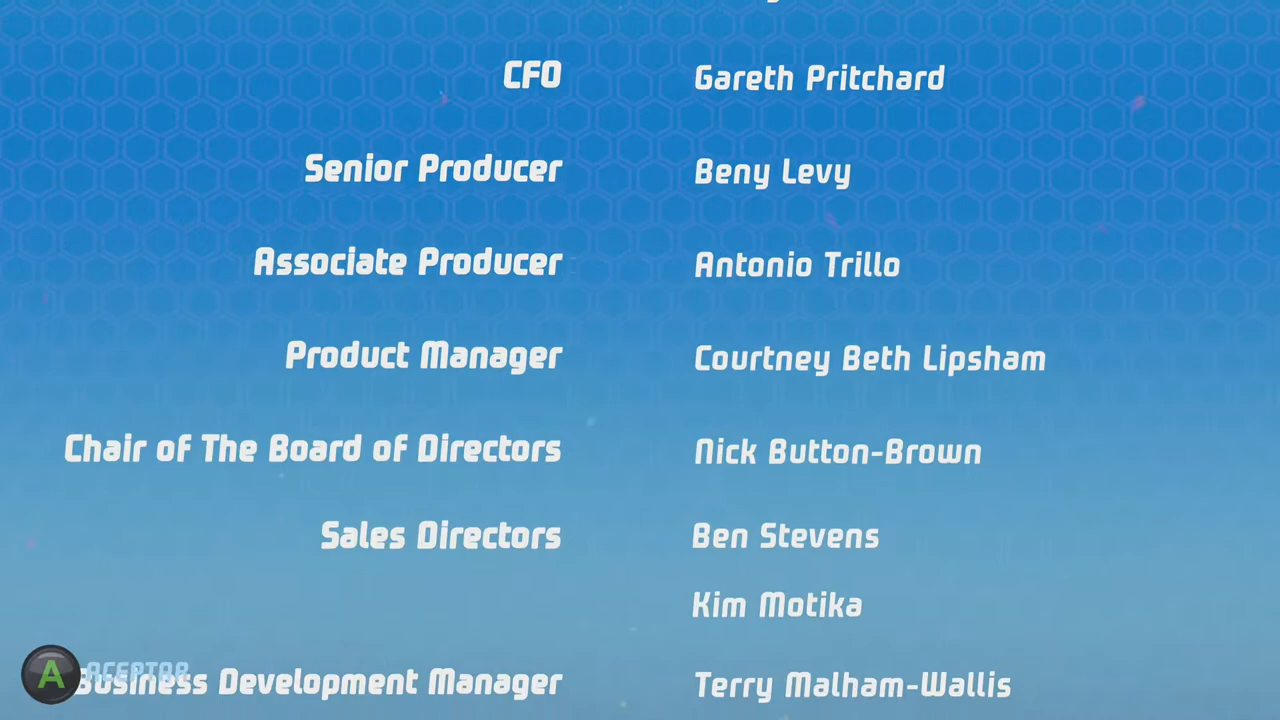 CFO Gareth Pritchard
Senior Producer Beny Levy
Associate Producer Antonio Trillo
Product Manager Courtney Beth Lipsham
Chair of The Board of Directors Nick Button-Brown
Sales Directors Ben Stevens
Kim Motika
Business Development Manager Terry Malham-Wallis
A ACEPTAR